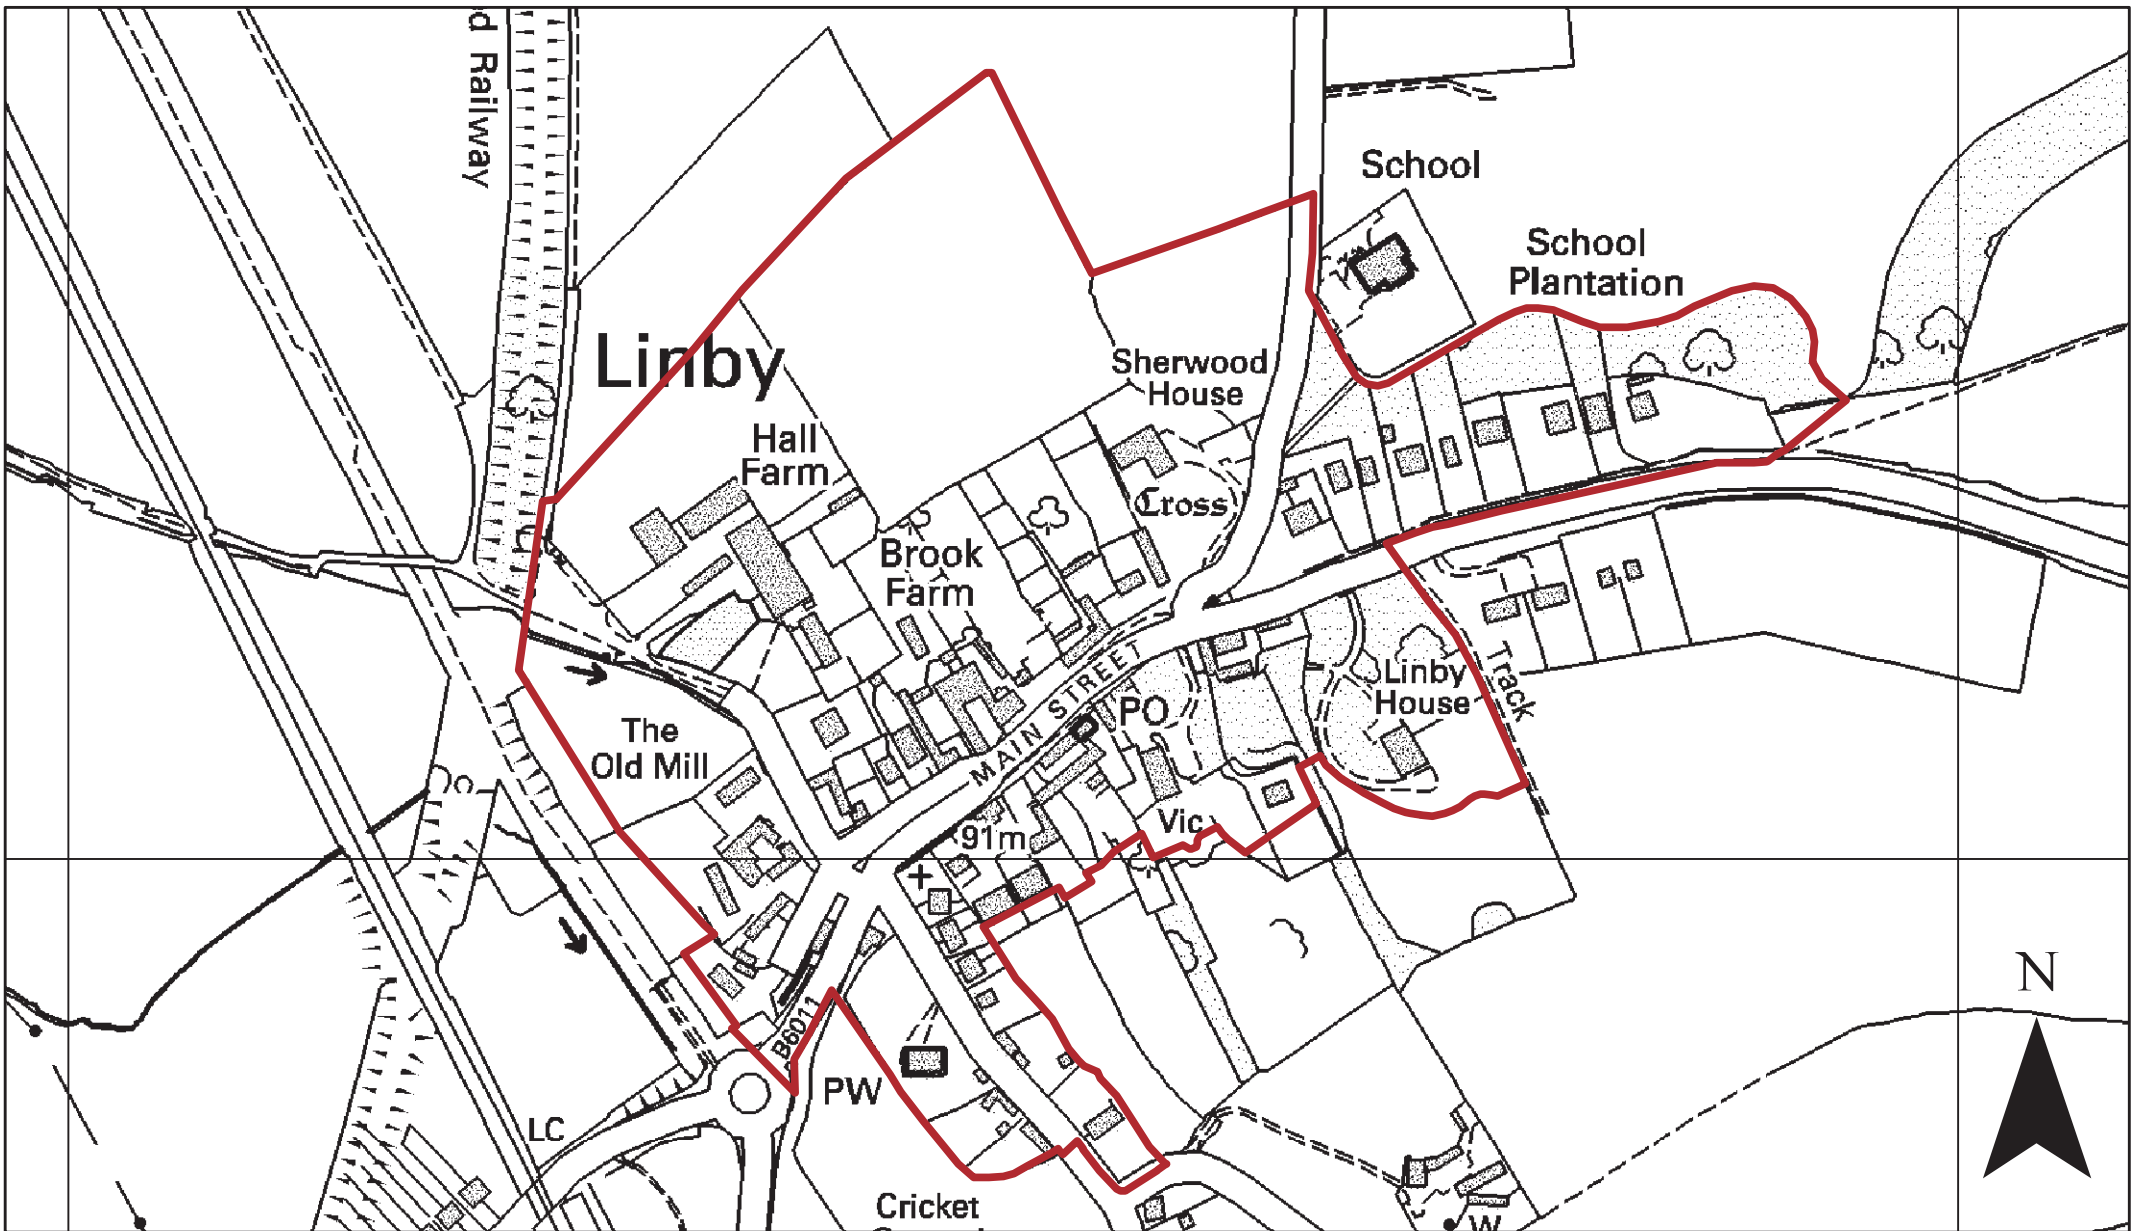 d Railway
School
School
Plantation
Linby
Sherwood
House
Hall
Farm
Cross
Brook
Farm
MAIN STREET
PO
Linby
House
Track
The
Old Mill
91m
Vic
B6011
PW
LC
Cricket
W
N